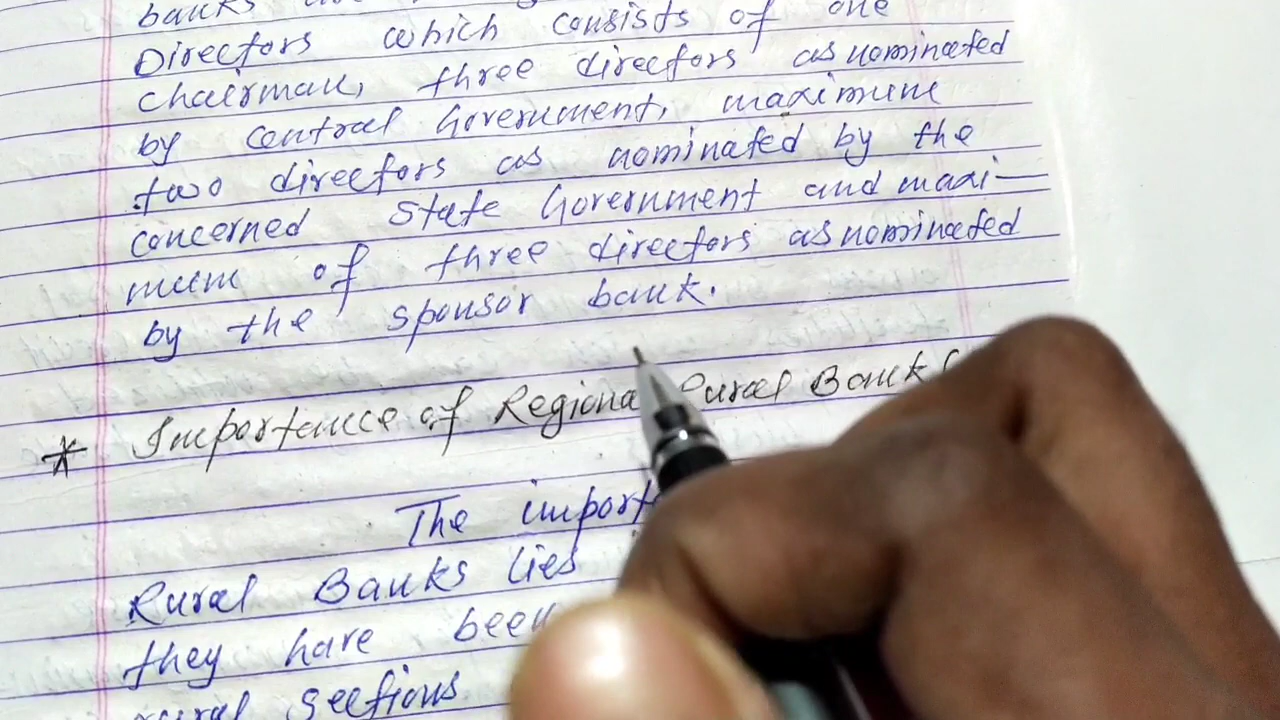 banks
Directors which consists of one
chairman, three directors as nominated
by Central Government, maximum
two directors as nominated by the
concerned State Government and maxi-
mum of three directors as nominated
by the sponsor bank.
* Importance of Regional Rural Bank
The import
Rural Banks lies
they have been
rural sections